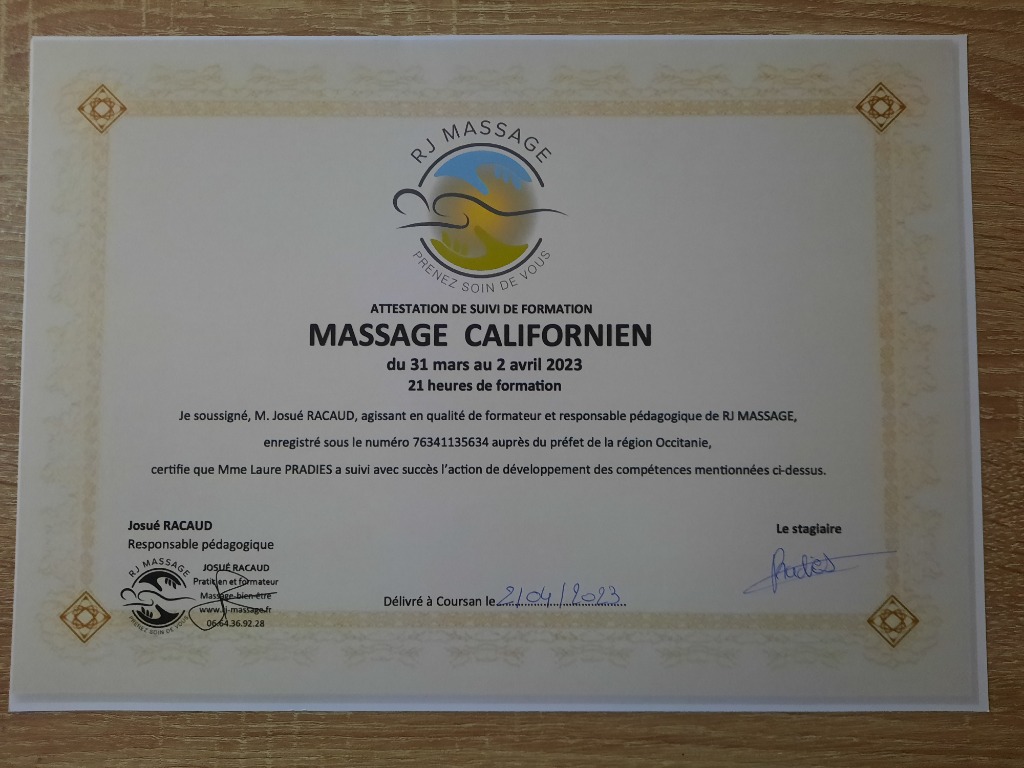 RJ MASSAGE
PRENEZ SOIN DE VOUS
ATTESTATION DE SUIVI DE FORMATION
MASSAGE CALIFORNIEN
du 31 mars au 2 avril 2023
21 heures de formation
Je soussigné, M. Josué RACAUD, agissant en qualité de formateur et responsable pédagogique de RJ MASSAGE,
enregistré sous le numéro 76341135634 auprès du préfet de la région Occitanie,
certifie que Mme Laure PRADIES a suivi avec succès l'action de développement des compétences mentionnées ci-dessus.
Josué RACAUD
Responsable pédagogique
Le stagiaire
RJ MASSAGE
PRENEZ SOIN DE VOUS
JOSUÉ RACAUD
Praticien et formateur
Massage bien-être
www.rj-massage.fr
06.64.36.92.28
Délivré à Coursan le 2/04/2023
Pradies